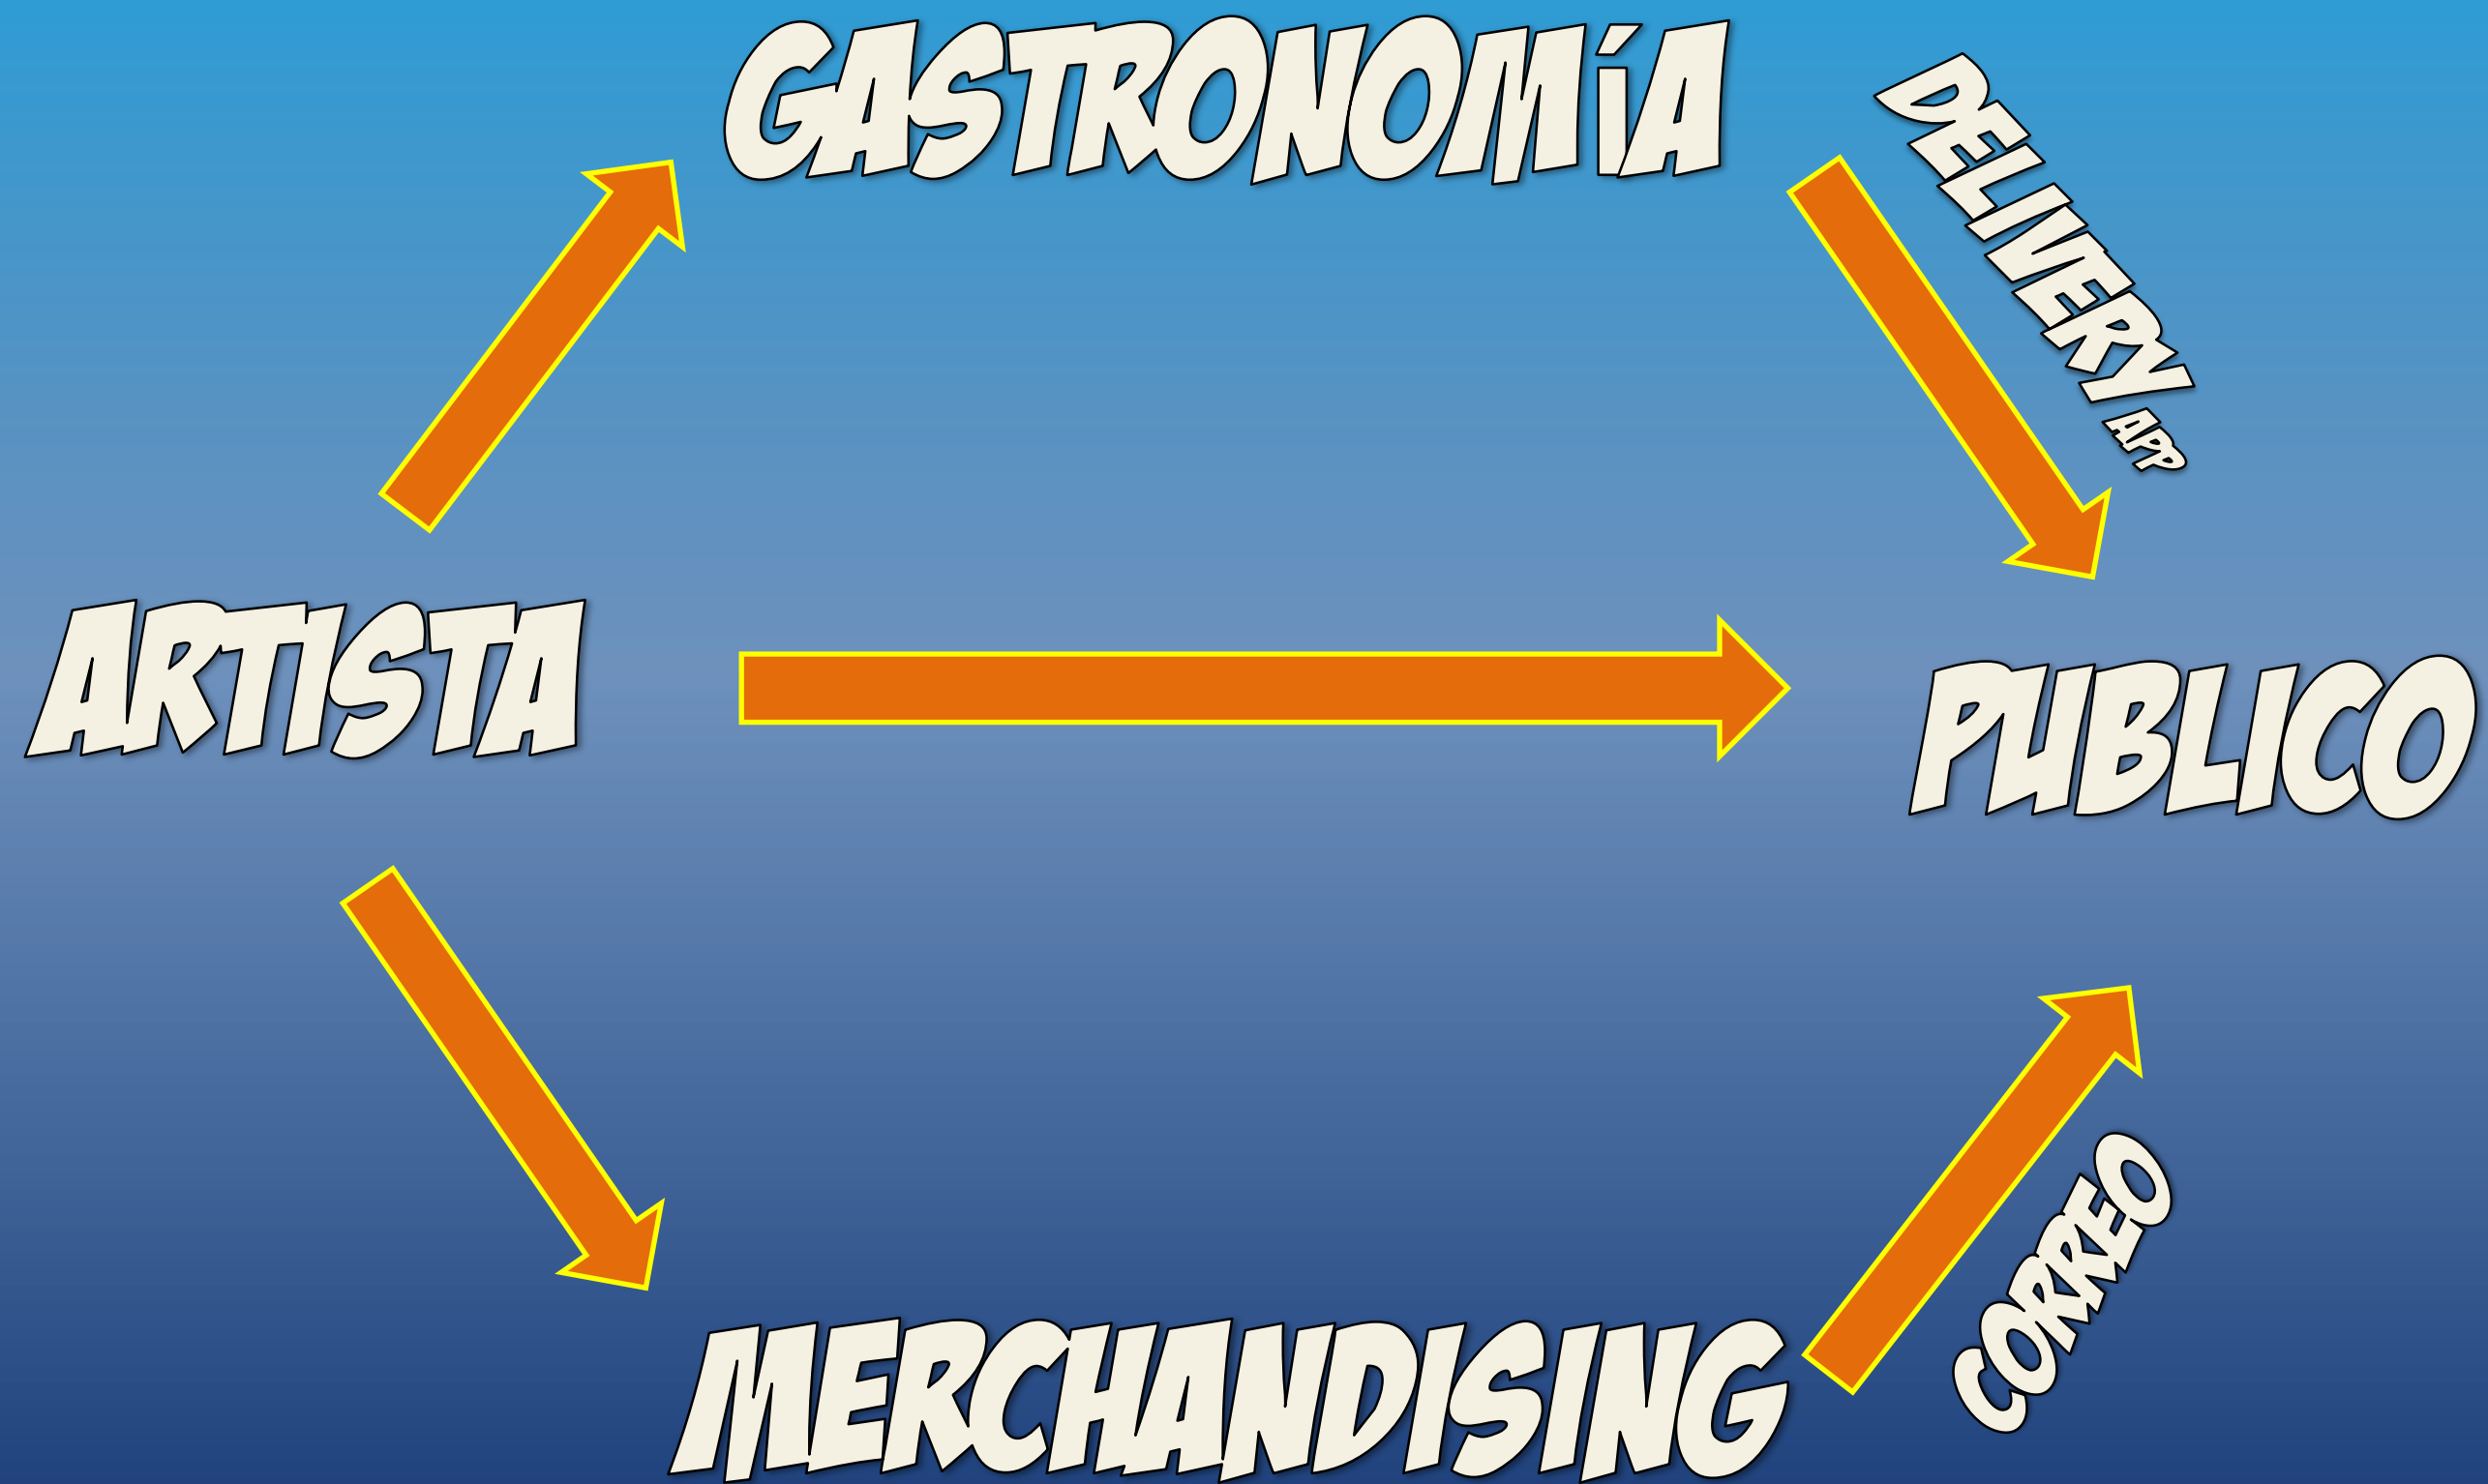 GASTRONOMíA
DELIVERY APP
ARTISTA
PUBLICO
CORREO
MERCHANDISING